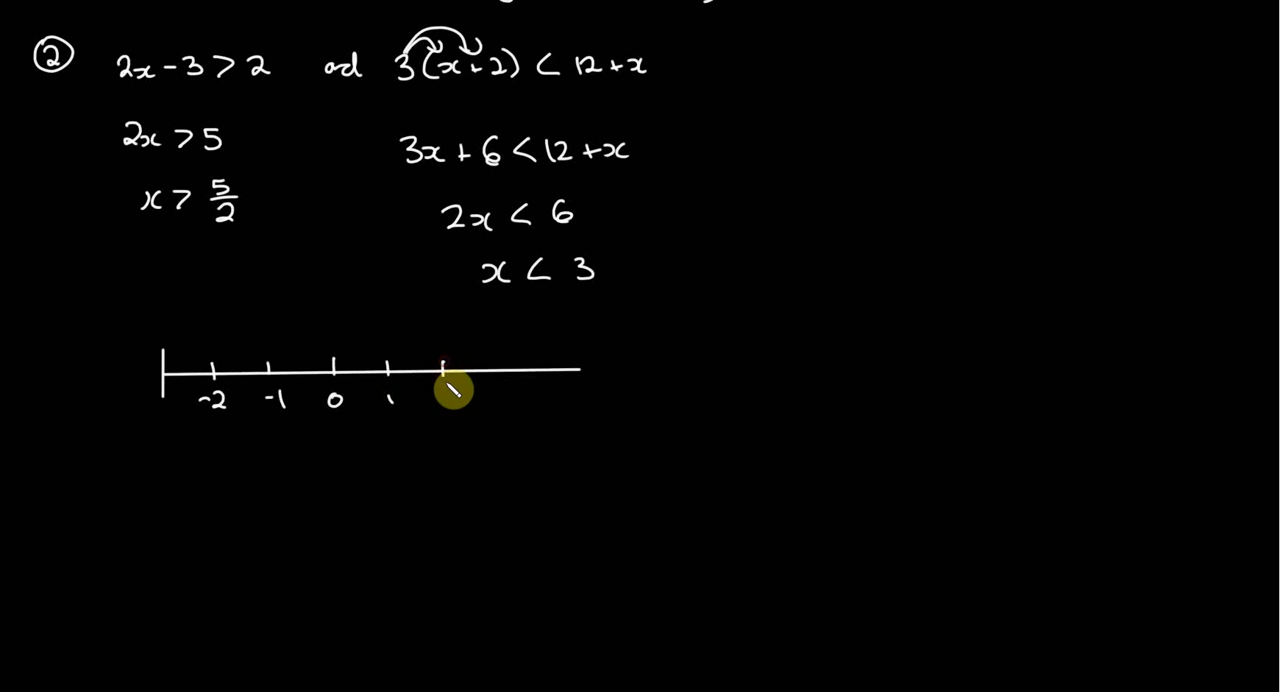 ② 2x - 3 > 2 and 3(x + 2) < 12 + x
2x > 5
3x + 6 < 12 + x
x > 5/2
2x < 6
x < 3
-2 -1 0 1